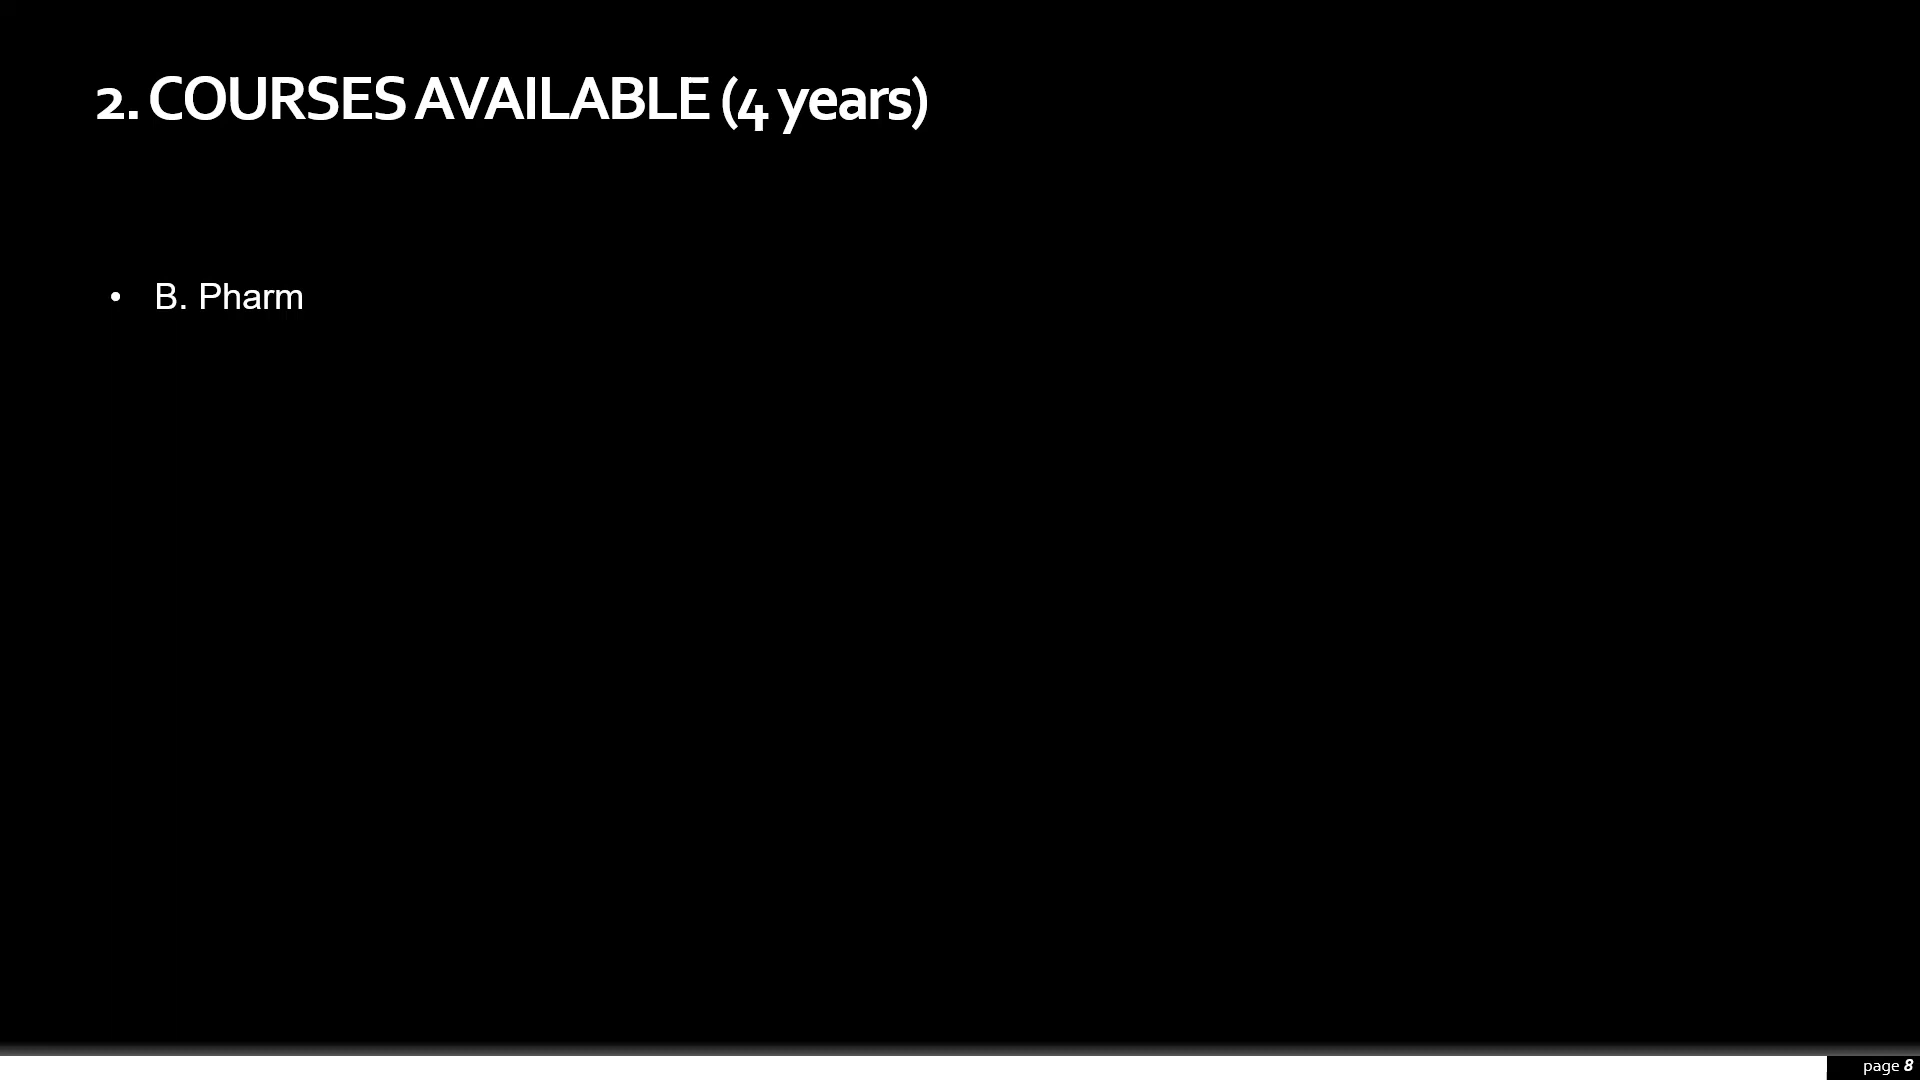 2. COURSES AVAILABLE (4 years)
• B. Pharm
page 8